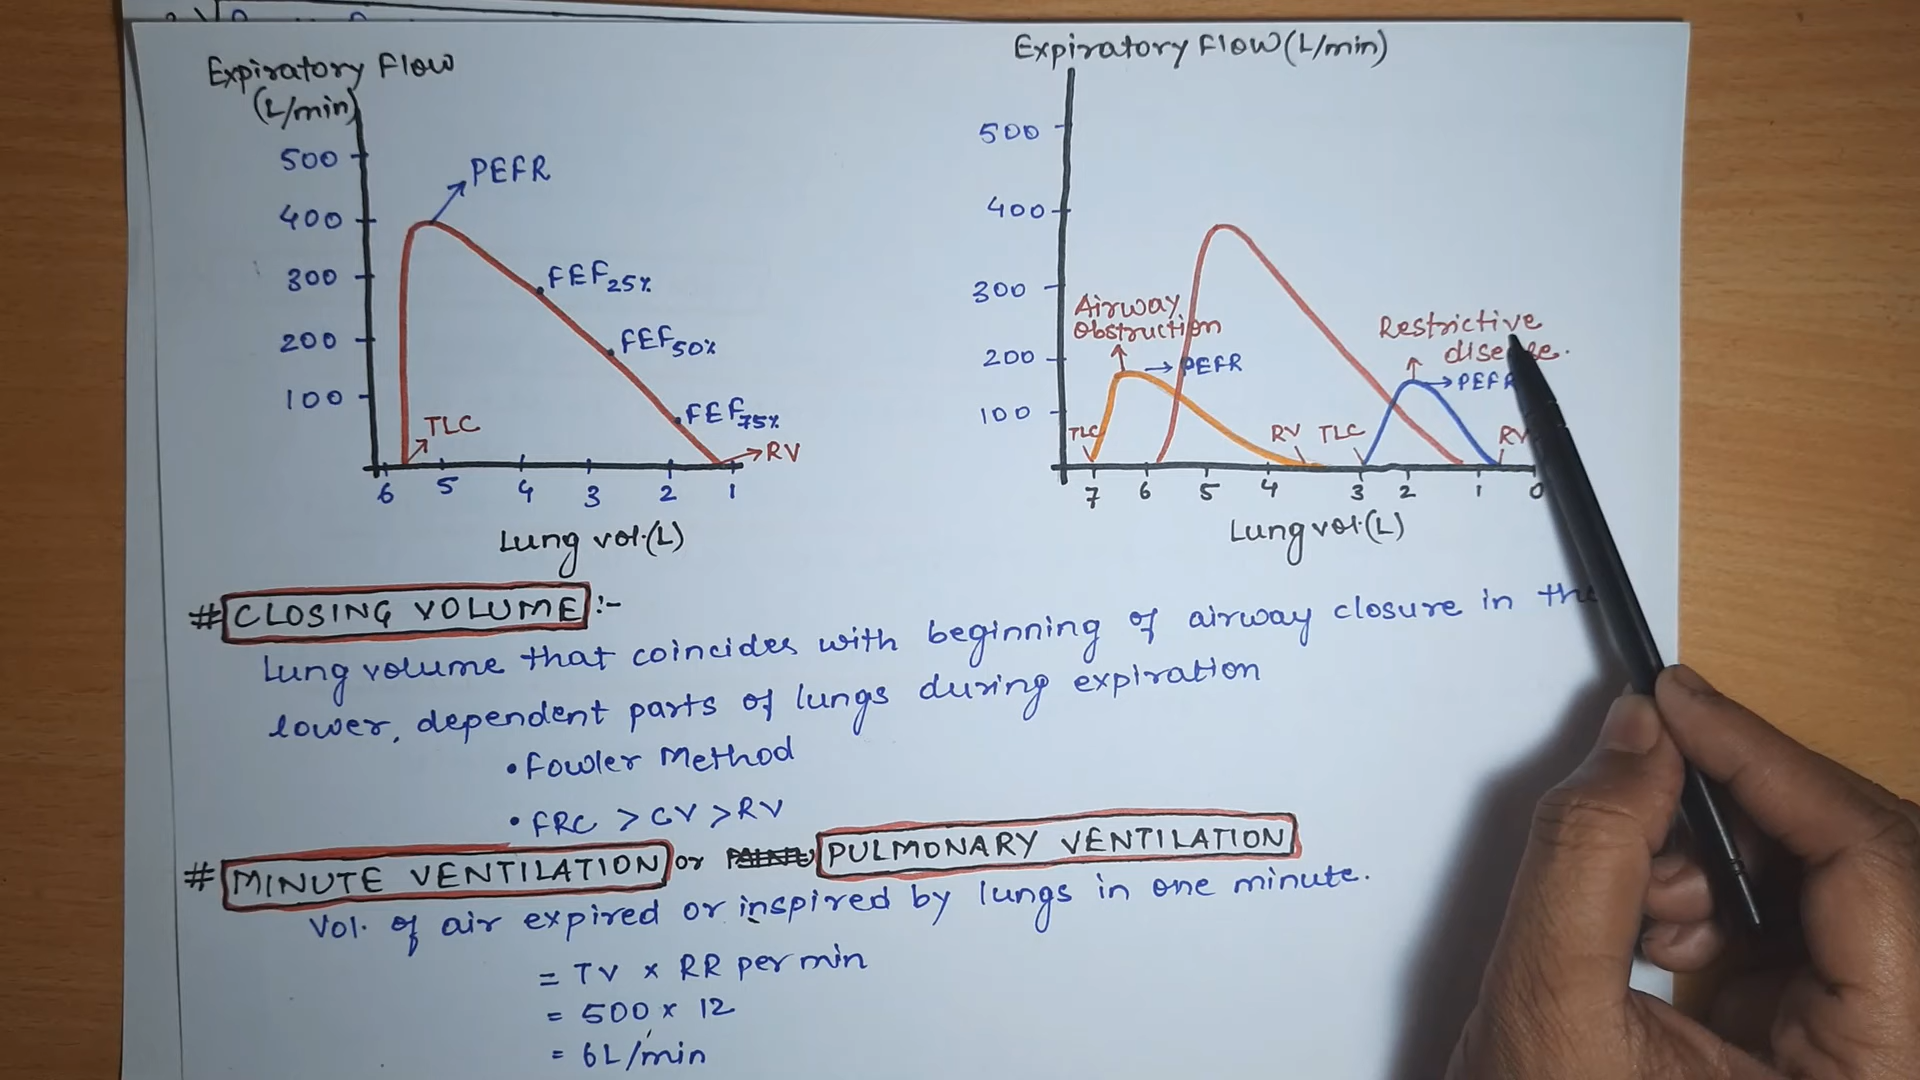 Expiratory Flow
(L/min)
500
400
300
200
100
PEFR
FEF25%
FEF50%
FEF75%
TLC
RV
6 5 4 3 2 1
Lung vol.(L)
Expiratory Flow(L/min)
500
400
300
200
100
Airway
Obstruction
PEFR
Restrictive
PEFR
TLC RV TLC RV
7 6 5 4 3 2 1 0
Lung vol.(L)
# CLOSING VOLUME :-
Lung volume that coincides with beginning of airway closure in the
lower, dependent parts of lungs during expiration
• Fowler Method
• FRC > CV > RV
# MINUTE VENTILATION or PULMONARY VENTILATION
Vol. of air expired or inspired by lungs in one minute.
= TV × RR per min
= 500 × 12
= 6L/min